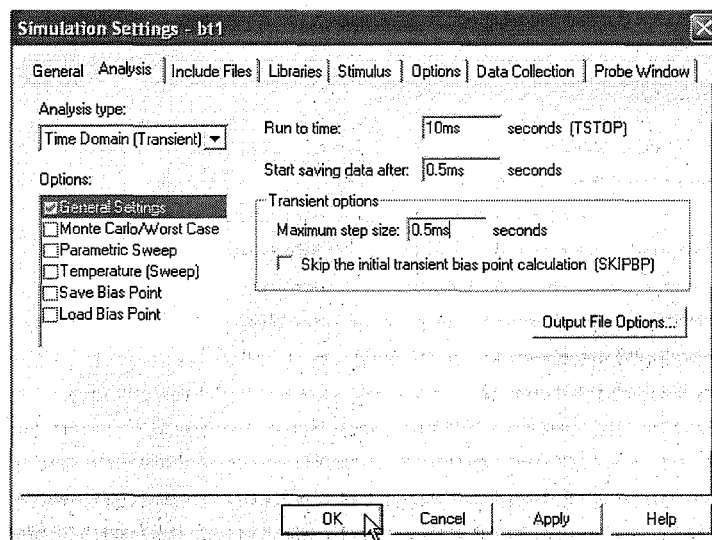 Simulation Settings - bt1
General Analysis Include Files Libraries Stimulus Options Data Collection Probe Window
Analysis type:
Time Domain (Transient)
Options:
General Settings
Monte Carlo/Worst Case
Parametric Sweep
Temperature (Sweep)
Save Bias Point
Load Bias Point
Run to time: 10ms seconds (TSTOP)
Start saving data after: 0.5ms seconds
Transient options
Maximum step size: 0.5ms seconds
Skip the initial transient bias point calculation (SKIPBP)
Output File Options...
OK Cancel Apply Help